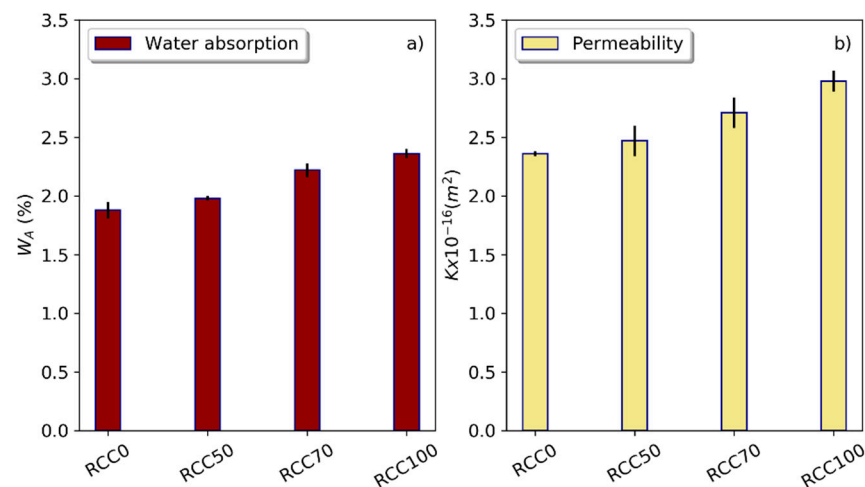 3.5
3.0
2.5
2.0
1.5
1.0
0.5
0.0
W_A (%)
Water absorption
a)
RCC0
RCC50
RCC70
RCC100
3.5
3.0
2.5
2.0
1.5
1.0
0.5
0.0
Kx10⁻¹⁶(m²)
Permeability
b)
RCC0
RCC50
RCC70
RCC100